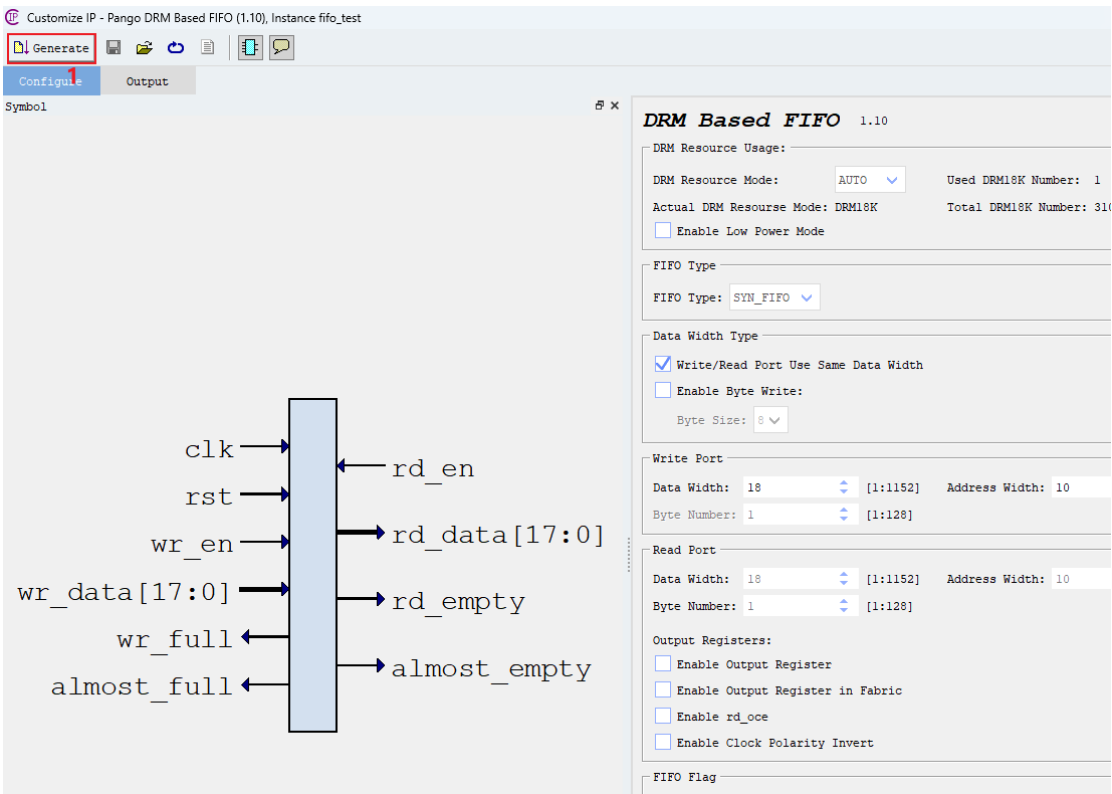 Customize IP - Pango DRM Based FIFO (1.10), Instance fifo_test
Generate
1
Configure
Output
Symbol
clk
rst
wr_en
wr_data[17:0]
wr_full
almost_full
rd_en
rd_data[17:0]
rd_empty
almost_empty
DRM Based FIFO 1.10
DRM Resource Usage:
DRM Resource Mode: AUTO Used DRM18K Number: 1
Actual DRM Resourse Mode: DRM18K Total DRM18K Number: 310
Enable Low Power Mode
FIFO Type
FIFO Type: SYN_FIFO
Data Width Type
Write/Read Port Use Same Data Width
Enable Byte Write:
Byte Size: 8
Write Port
Data Width: 18 [1:1152] Address Width: 10
Byte Number: 1 [1:128]
Read Port
Data Width: 18 [1:1152] Address Width: 10
Byte Number: 1 [1:128]
Output Registers:
Enable Output Register
Enable Output Register in Fabric
Enable rd_oce
Enable Clock Polarity Invert
FIFO Flag